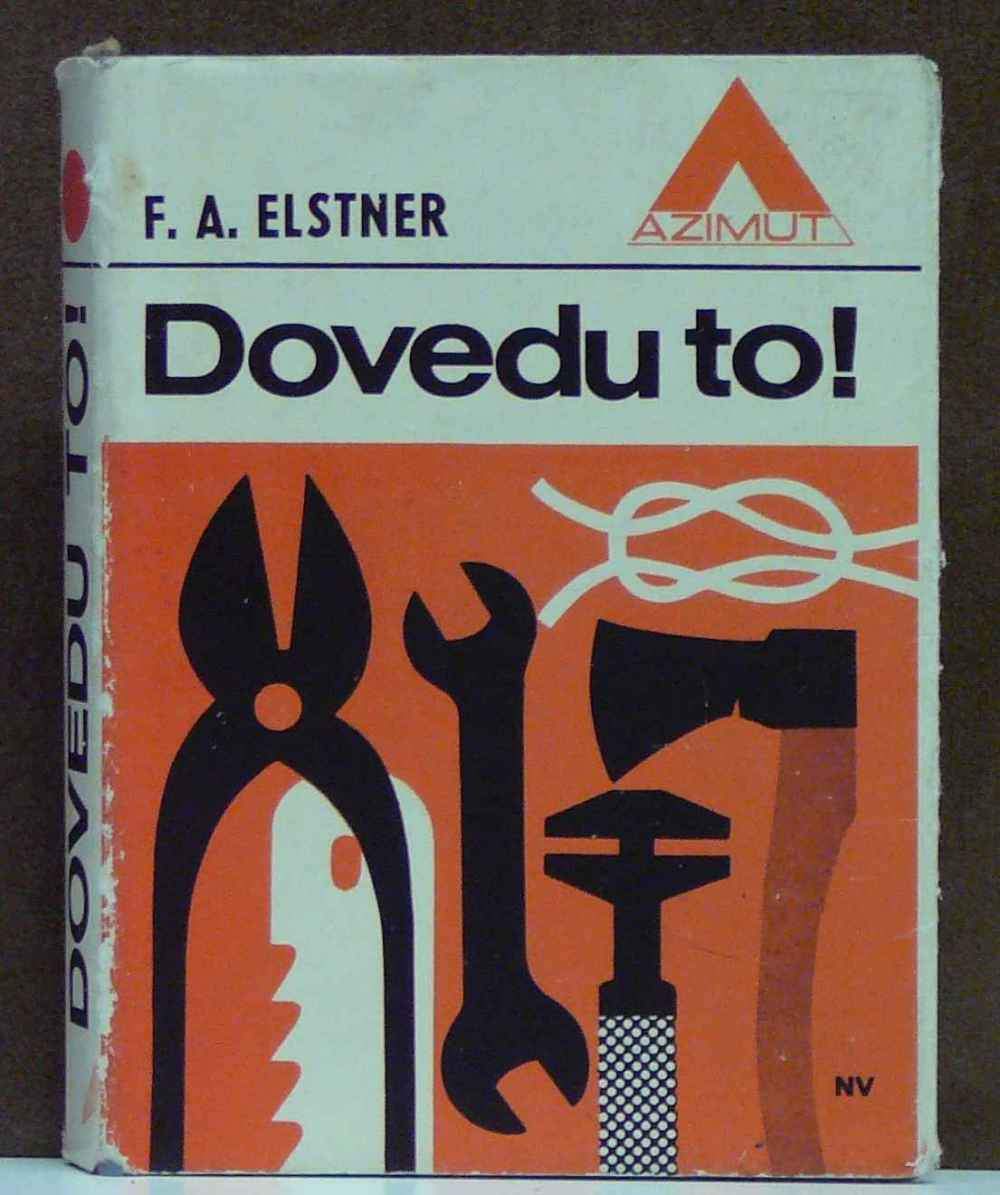 F. A. ELSTNER
AZIMUT
Dovedu to!
NV
DOVEDU TO!